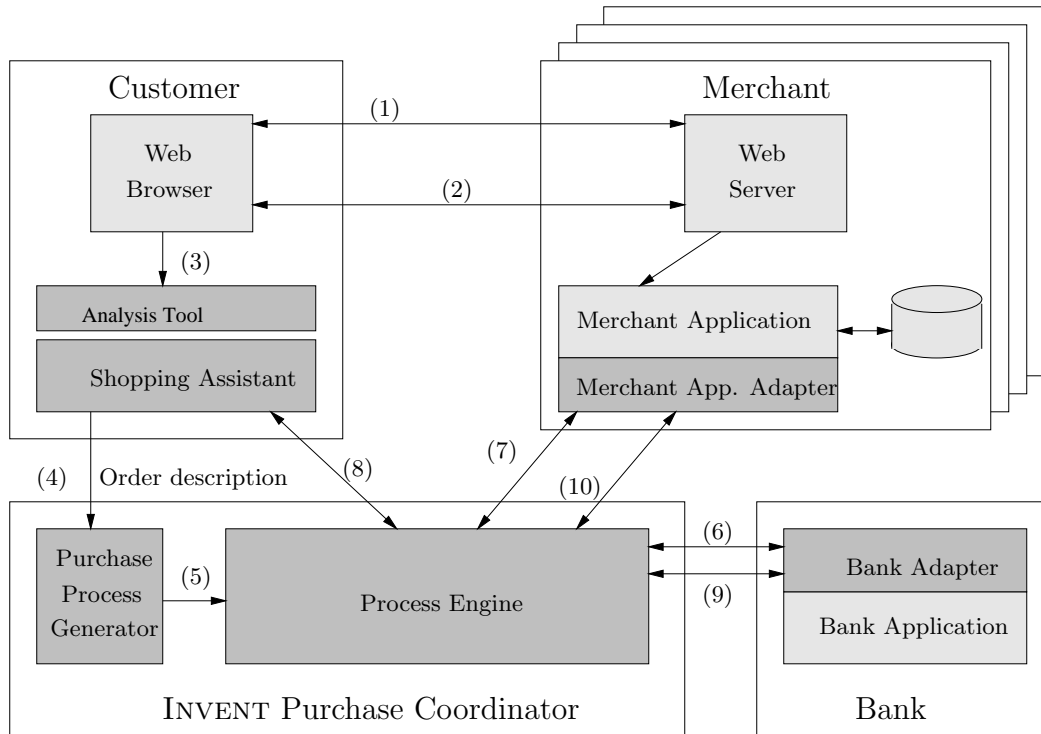 Customer
Merchant
(1)
Web
Browser
Web
Server
(2)
(3)
Analysis Tool
Merchant Application
Shopping Assistant
Merchant App. Adapter
(4)
Order description
(8)
(7)
(10)
Purchase
Process
Generator
(5)
Process Engine
(6)
(9)
Bank Adapter
Bank Application
INVENT Purchase Coordinator
Bank